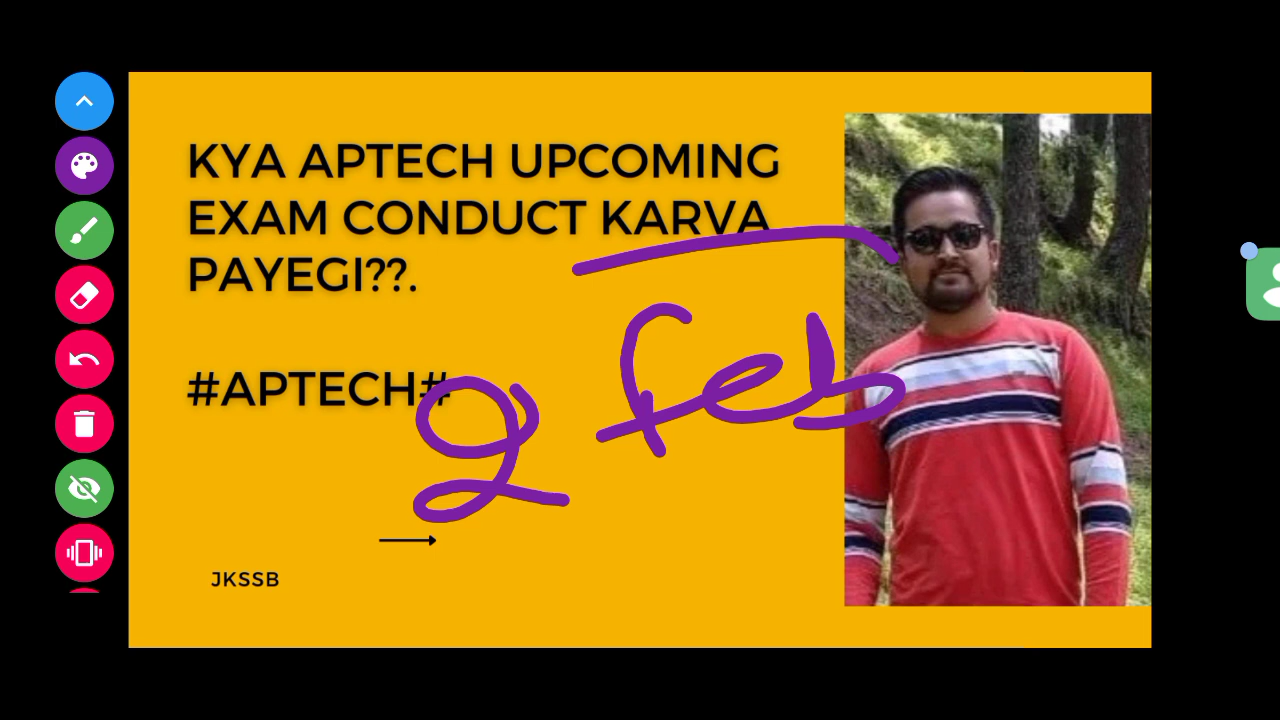 KYA APTECH UPCOMING
EXAM CONDUCT KARVA
PAYEGI??.
#APTECH#
2 feb
JKSSB